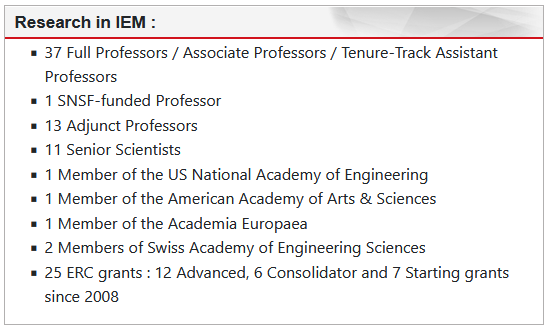 Research in IEM :
37 Full Professors / Associate Professors / Tenure-Track Assistant
Professors
1 SNSF-funded Professor
13 Adjunct Professors
11 Senior Scientists
1 Member of the US National Academy of Engineering
1 Member of the American Academy of Arts & Sciences
1 Member of the Academia Europaea
2 Members of Swiss Academy of Engineering Sciences
25 ERC grants : 12 Advanced, 6 Consolidator and 7 Starting grants
since 2008